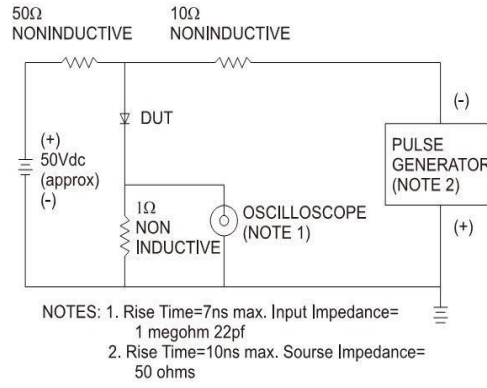 50Ω
NONINDUCTIVE
10Ω
NONINDUCTIVE
(+)
50Vdc
(approx)
(-)
DUT
1Ω
NON
INDUCTIVE
OSCILLOSCOPE
(NOTE 1)
(-)
PULSE
GENERATOR
(NOTE 2)
(+)
NOTES: 1. Rise Time=7ns max. Input Impedance=
1 megohm 22pf
2. Rise Time=10ns max. Sourse Impedance=
50 ohms